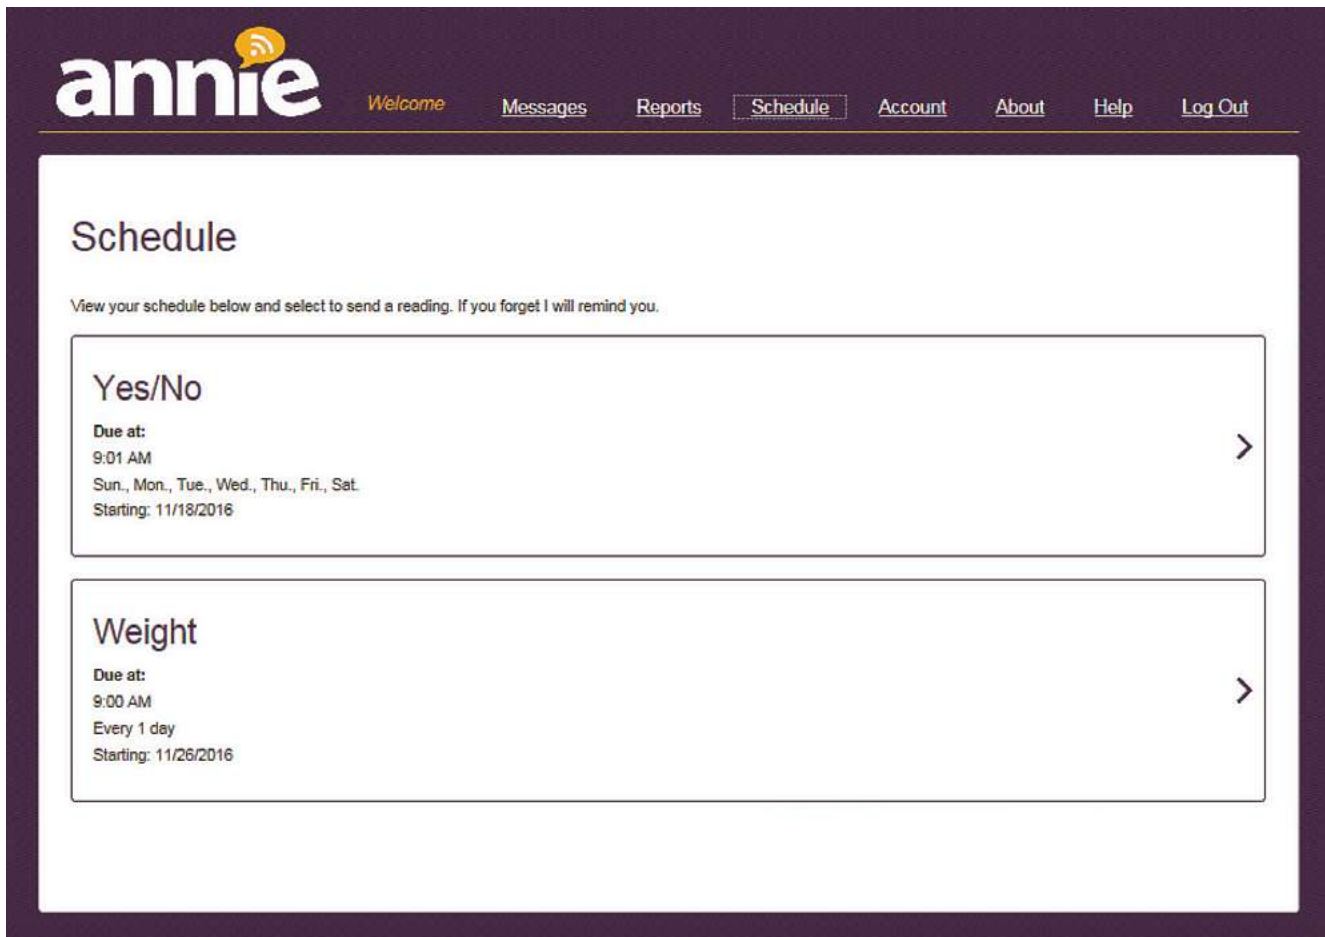 annie
Welcome Messages Reports Schedule Account About Help Log Out
Schedule
View your schedule below and select to send a reading. If you forget I will remind you.
Yes/No
Due at:
9:01 AM
Sun., Mon., Tue., Wed., Thu., Fri., Sat.
Starting: 11/18/2016
Weight
Due at:
9:00 AM
Every 1 day
Starting: 11/26/2016